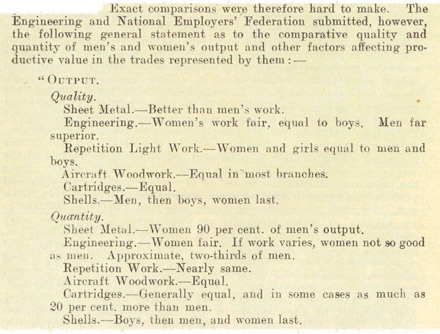 Exact comparisons were therefore hard to make. The
Engineering and National Employers' Federation submitted, however,
the following general statement as to the comparative quality and
quantity of men's and women's output and other factors affecting pro-
ductive value in the trades represented by them :—
"OUTPUT.
Quality.
Sheet Metal.—Better than men's work.
Engineering.—Women's work fair, equal to boys. Men far
superior.
Repetition Light Work.—Women and girls equal to men and
boys.
Aircraft Woodwork.—Equal in most branches.
Cartridges.—Equal.
Shells.—Men, then boys, women last.
Quantity.
Sheet Metal.—Women 90 per cent. of men's output.
Engineering.—Women fair. If work varies, women not so good
as men. Approximate, two-thirds of men.
Repetition Work.—Nearly same.
Aircraft Woodwork.—Equal.
Cartridges.—Generally equal, and in some cases as much as
20 per cent. more than men.
Shells.—Boys, then men, and women last.